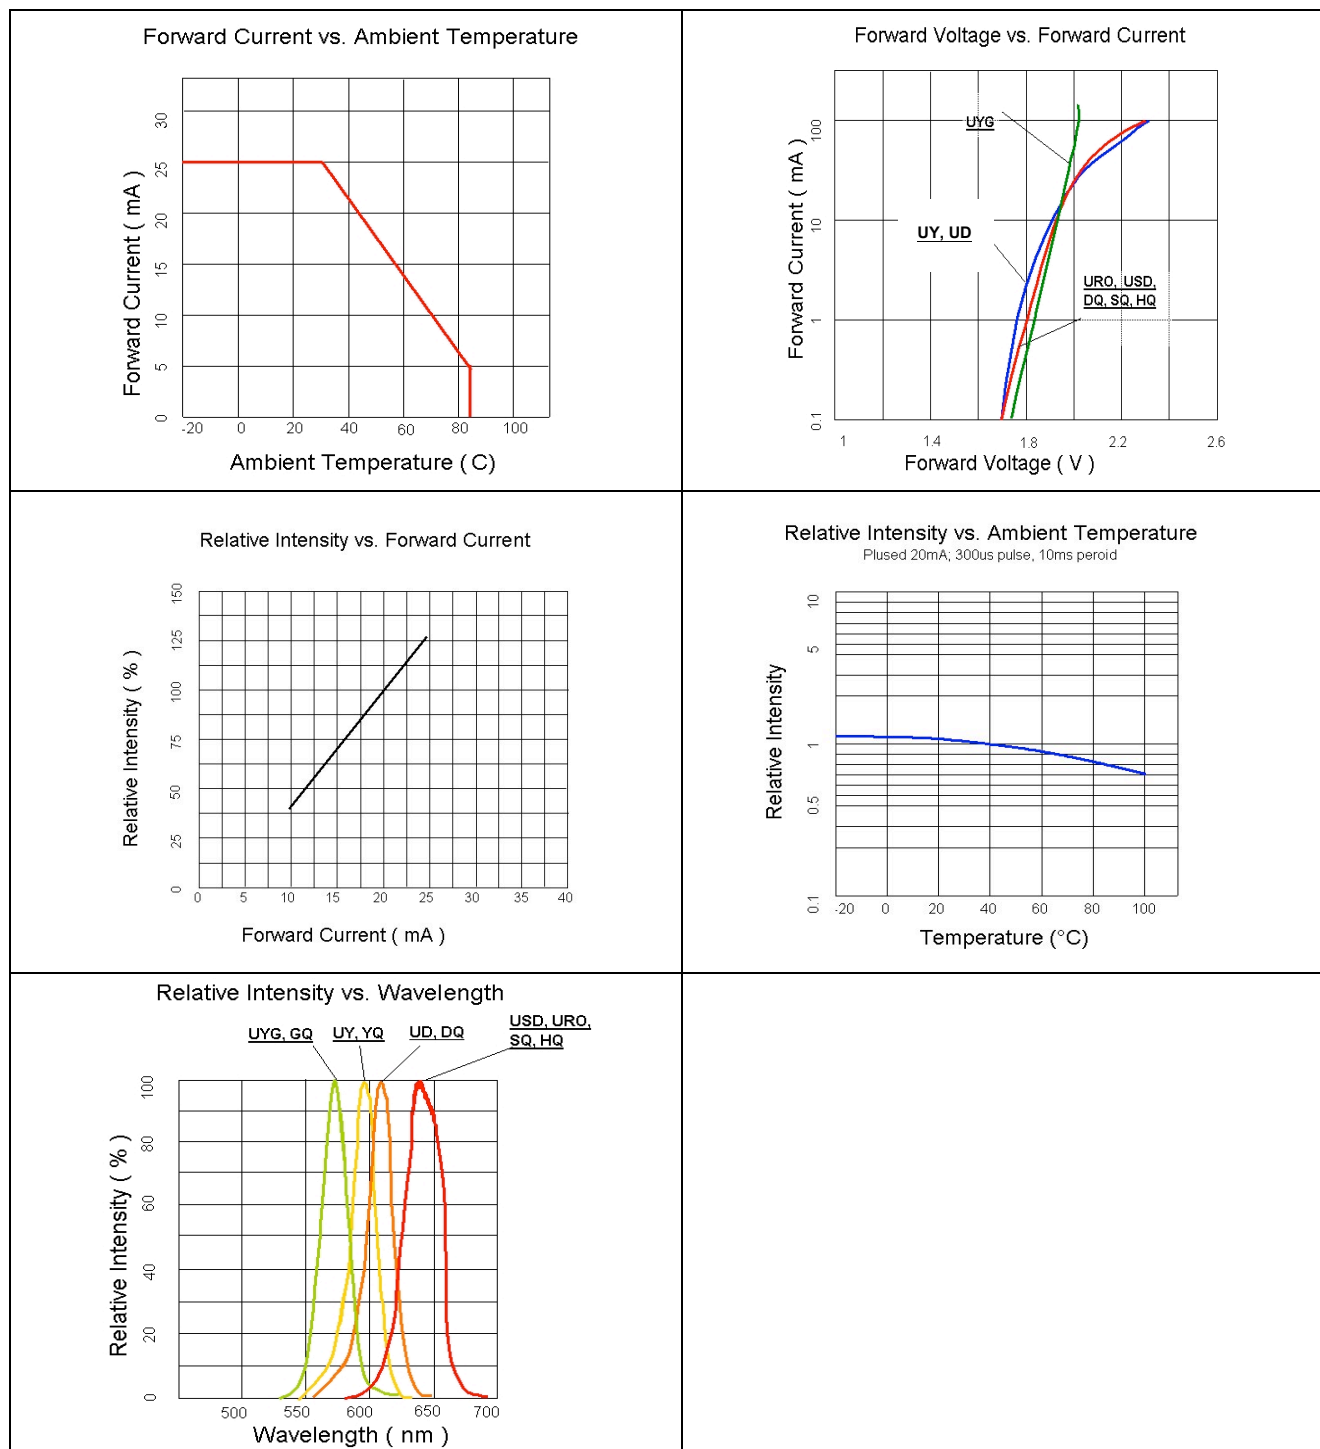 Forward Current vs. Ambient Temperature
Forward Current ( mA )
30
25
20
15
10
5
0
-20 0 20 40 60 80 100
Ambient Temperature ( C)
Forward Voltage vs. Forward Current
Forward Current ( mA )
100
10
1
0.1
UYG
UY, UD
URO, USD,
DQ, SQ, HQ
1 1.4 1.8 2.2 2.6
Forward Voltage ( V )
Relative Intensity vs. Forward Current
Relative Intensity ( % )
150
125
100
75
50
25
0
0 5 10 15 20 25 30 35 40
Forward Current ( mA )
Relative Intensity vs. Ambient Temperature
Plused 20mA; 300us pulse, 10ms peroid
Relative Intensity
10
5
1
0.5
0.1
-20 0 20 40 60 80 100
Temperature (°C)
Relative Intensity vs. Wavelength
UYG, GQ UY, YQ UD, DQ USD, URO,
SQ, HQ
Relative Intensity ( % )
100
80
60
40
20
0
500 550 600 650 700
Wavelength ( nm )